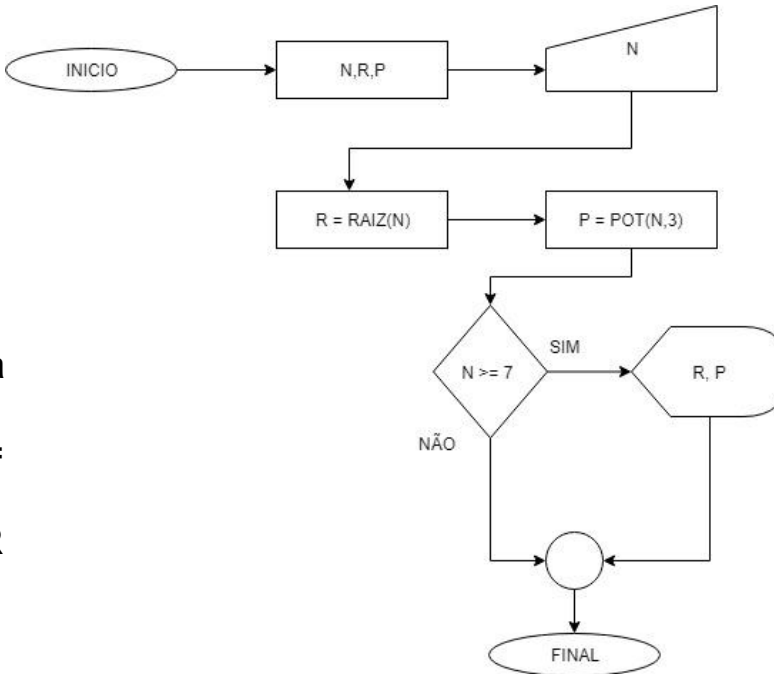 INICIO
N,R,P
N
R = RAIZ(N)
P = POT(N,3)
N >= 7
SIM
R, P
NÃO
FINAL